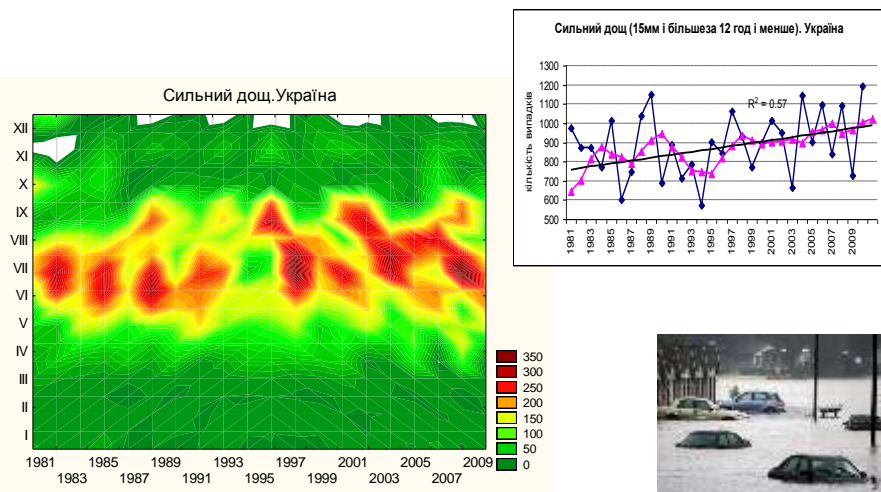 Сильний дощ (15мм і більшеза 12 год і менше). Україна
1300
1200
1100
1000
900
800
700
600
500
кількість випадків
R² = 0.57
1981
1983
1985
1987
1989
1991
1993
1995
1997
1999
2001
2003
2005
2007
2009
Сильний дощ.Україна
XII
XI
X
IX
VIII
VII
VI
V
IV
III
II
I
350
300
250
200
150
100
50
0
1981 1985 1989 1993 1997 2001 2005 2009
1983 1987 1991 1995 1999 2003 2007